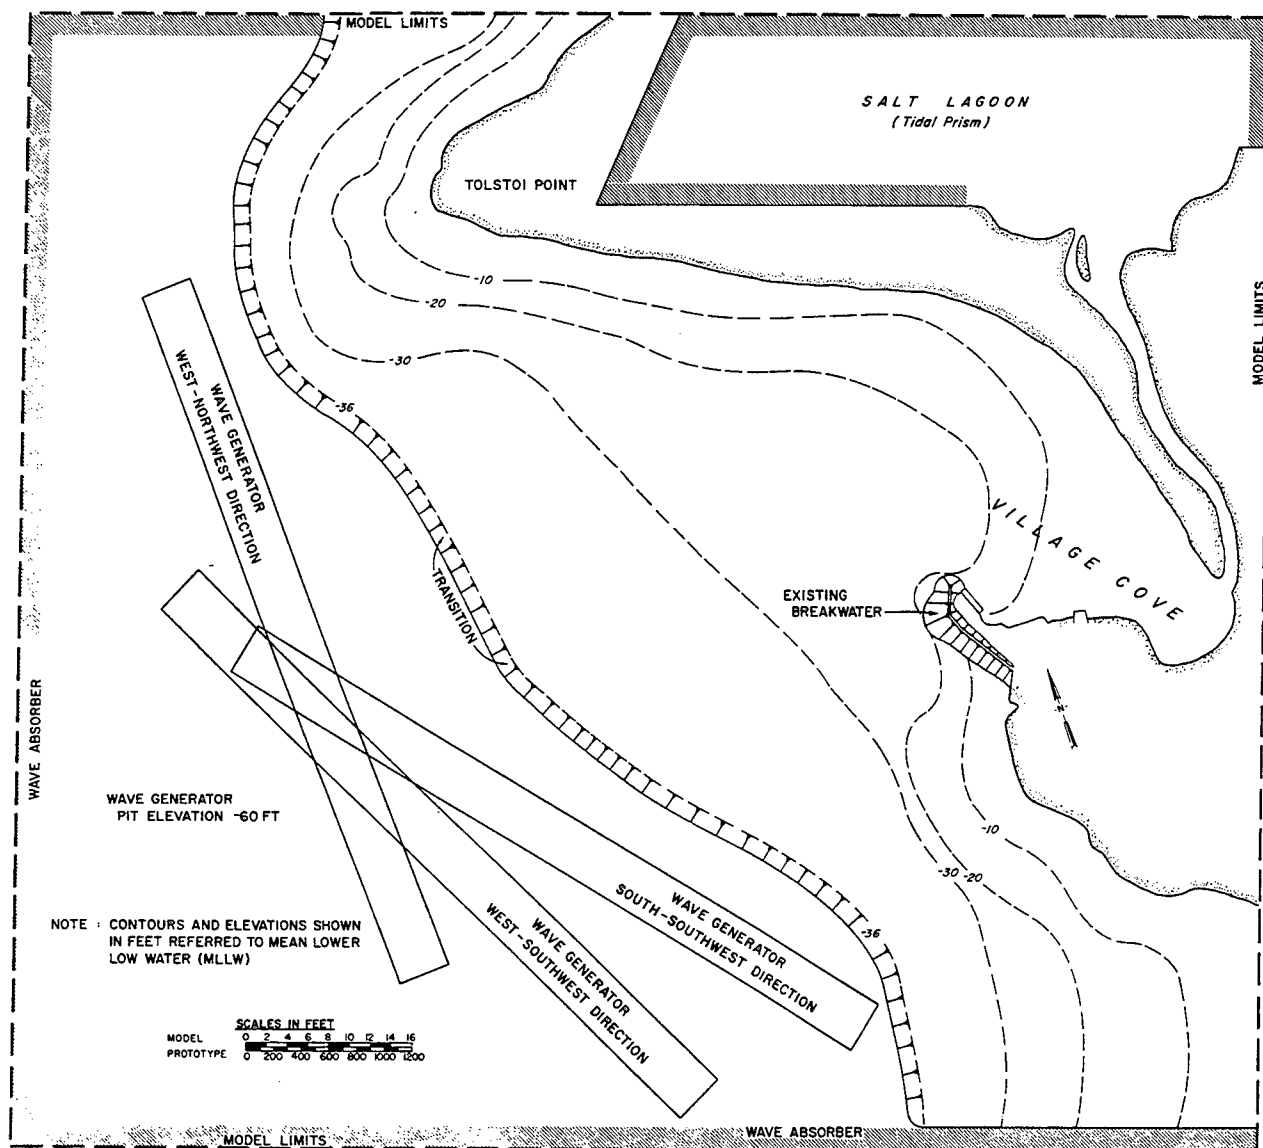 MODEL LIMITS
SALT LAGOON
(Tidal Prism)
TOLSTOI POINT
-10
-20
-30
MODEL LIMITS
WAVE GENERATOR
WEST-NORTHWEST DIRECTION
-36
VILLAGE COVE
TRANSITION
EXISTING
BREAKWATER
N
WAVE ABSORBER
WAVE GENERATOR
PIT ELEVATION -60 FT
-10
-30
-20
WAVE GENERATOR
SOUTH-SOUTHWEST DIRECTION
-36
WAVE GENERATOR
WEST-SOUTHWEST DIRECTION
NOTE : CONTOURS AND ELEVATIONS SHOWN
IN FEET REFERRED TO MEAN LOWER
LOW WATER (MLLW)
SCALES IN FEET
MODEL 0 2 4 6 8 10 12 14 16
PROTOTYPE 0 200 400 600 800 1000 1200
MODEL LIMITS
WAVE ABSORBER